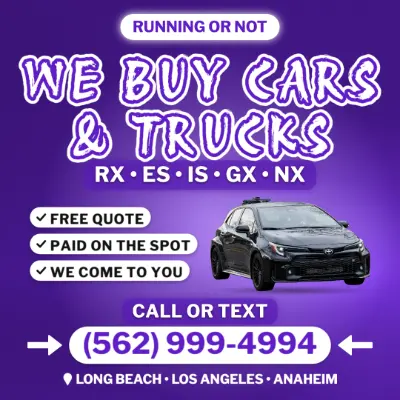 RUNNING OR NOT
WE BUY CARS
& TRUCKS
RX • ES • IS • GX • NX
FREE QUOTE
PAID ON THE SPOT
WE COME TO YOU
CALL OR TEXT
(562) 999-4994
LONG BEACH • LOS ANGELES • ANAHEIM